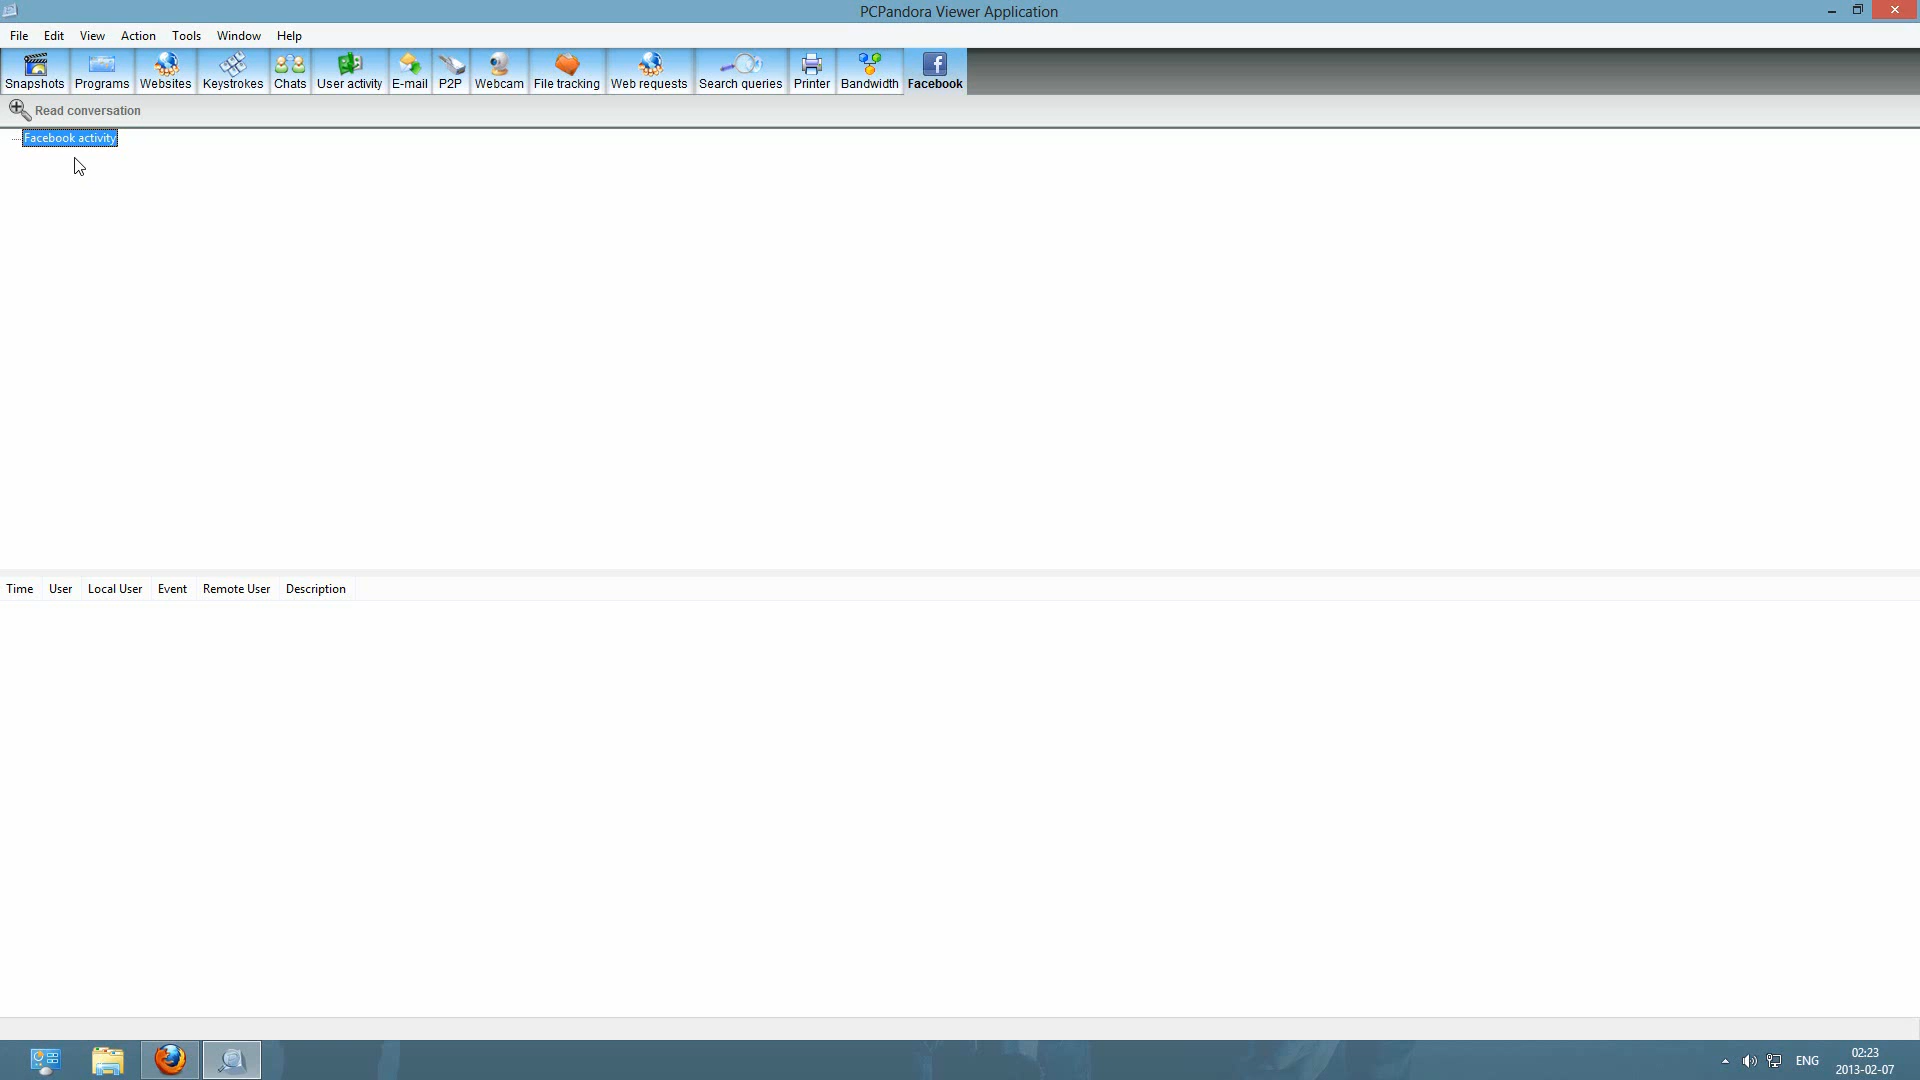 PCPandora Viewer Application
File Edit View Action Tools Window Help
Snapshots Programs Websites Keystrokes Chats User activity E-mail P2P Webcam File tracking Web requests Search queries Printer Bandwidth Facebook
Read conversation
Facebook activity
Time User Local User Event Remote User Description
ENG
02:23
2013-02-07